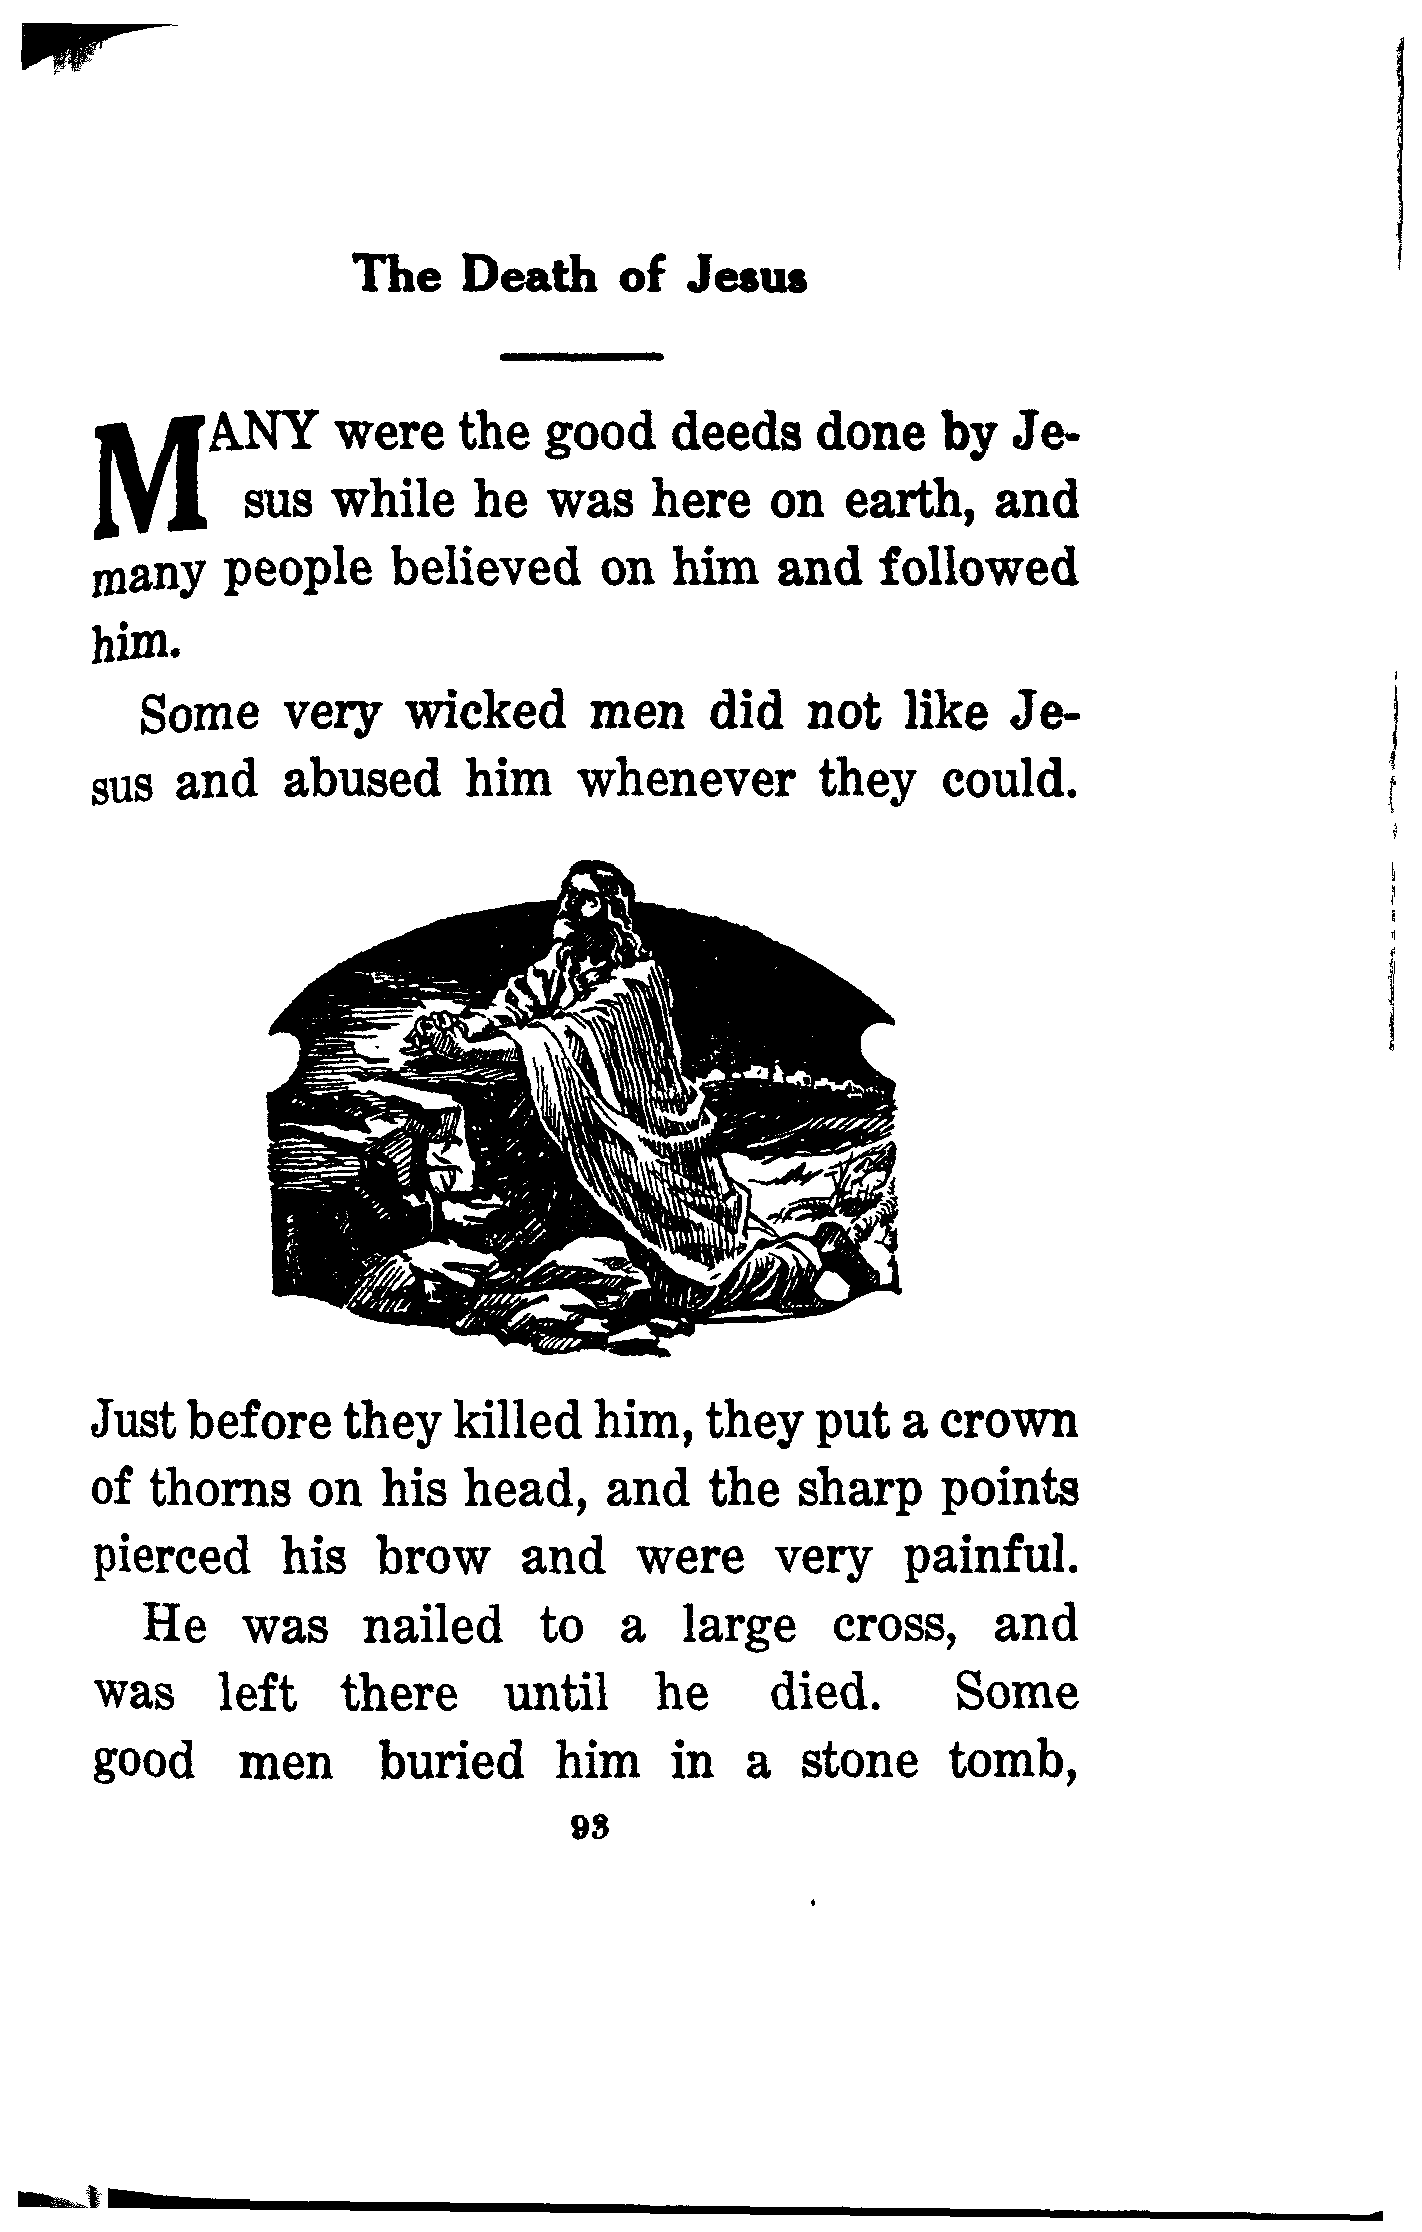 The Death of Jesus
MANY were the good deeds done by Je-
sus while he was here on earth, and
many people believed on him and followed
him.
Some very wicked men did not like Je-
sus and abused him whenever they could.
Just before they killed him, they put a crown
of thorns on his head, and the sharp points
pierced his brow and were very painful.
He was nailed to a large cross, and
was left there until he died. Some
good men buried him in a stone tomb,
93